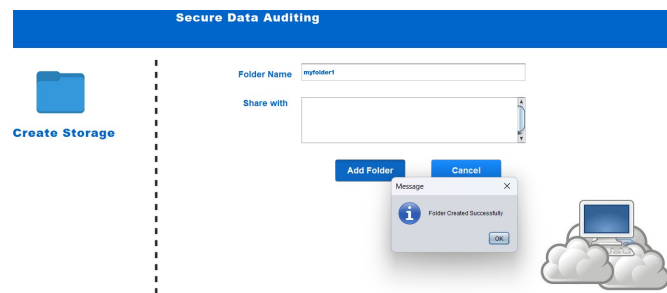 Secure Data Auditing
Folder Name
myfolder1
Share with
Create Storage
Add Folder
Cancel
Message
Folder Created Successfully
OK